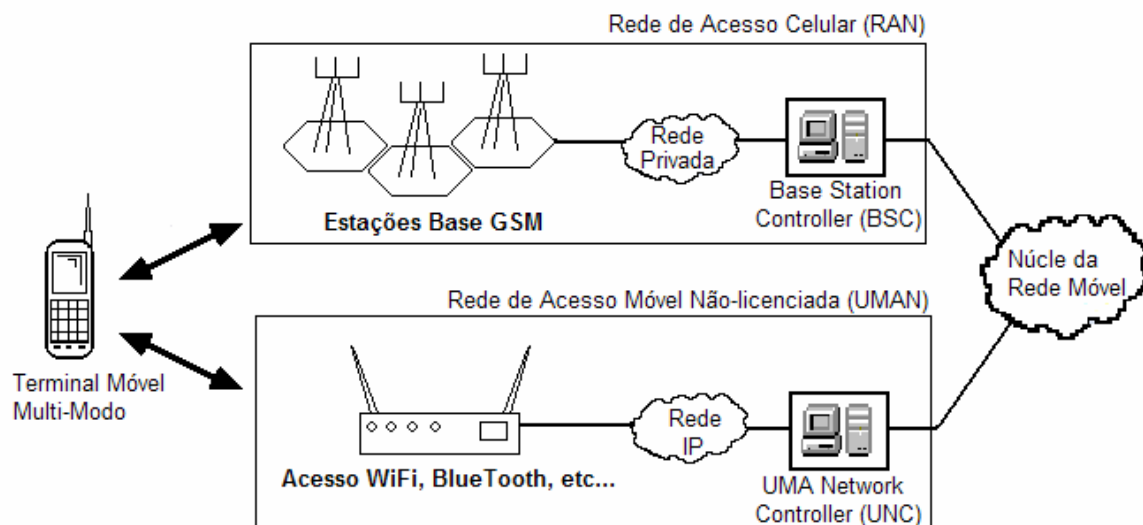 Rede de Acesso Celular (RAN)
Rede
Privada
Base Station
Controller (BSC)
Estações Base GSM
Núcle da
Rede Móvel
Terminal Móvel
Multi-Modo
Rede de Acesso Móvel Não-licenciada (UMAN)
Rede
IP
Acesso WiFi, BlueTooth, etc...
UMA Network
Controller (UNC)